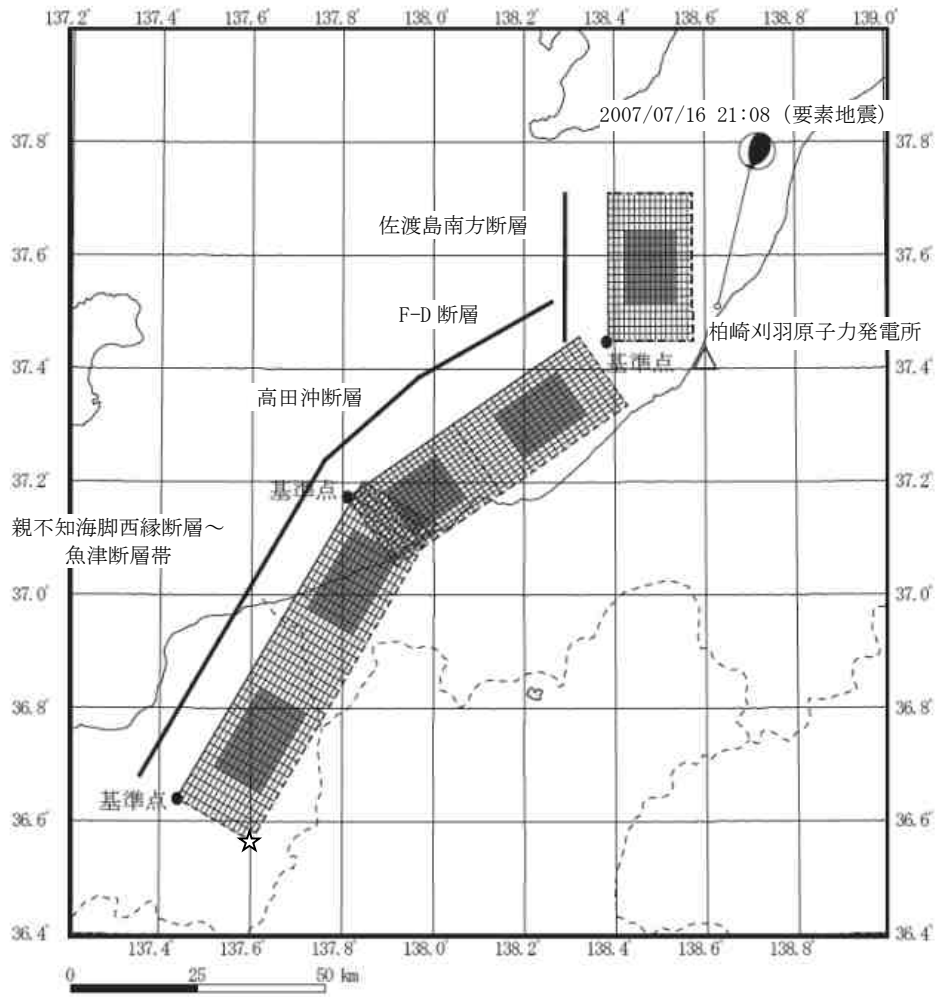 137.2° 137.4° 137.6° 137.8° 138.0° 138.2° 138.4° 138.6° 138.8° 139.0°
2007/07/16 21:08 (要素地震)
37.8° 37.8°
佐渡島南方断層
37.6° 37.6°
F-D 断層
柏崎刈羽原子力発電所
基準点
37.4° 37.4°
高田沖断層
37.2° 37.2°
基準点
親不知海脚西縁断層～
魚津断層帯
37.0° 37.0°
36.8° 36.8°
基準点
36.6° 36.6°
36.4° 36.4°
137.4° 137.6° 137.8° 138.0° 138.2° 138.4° 138.6° 138.8°
0 25 50 km